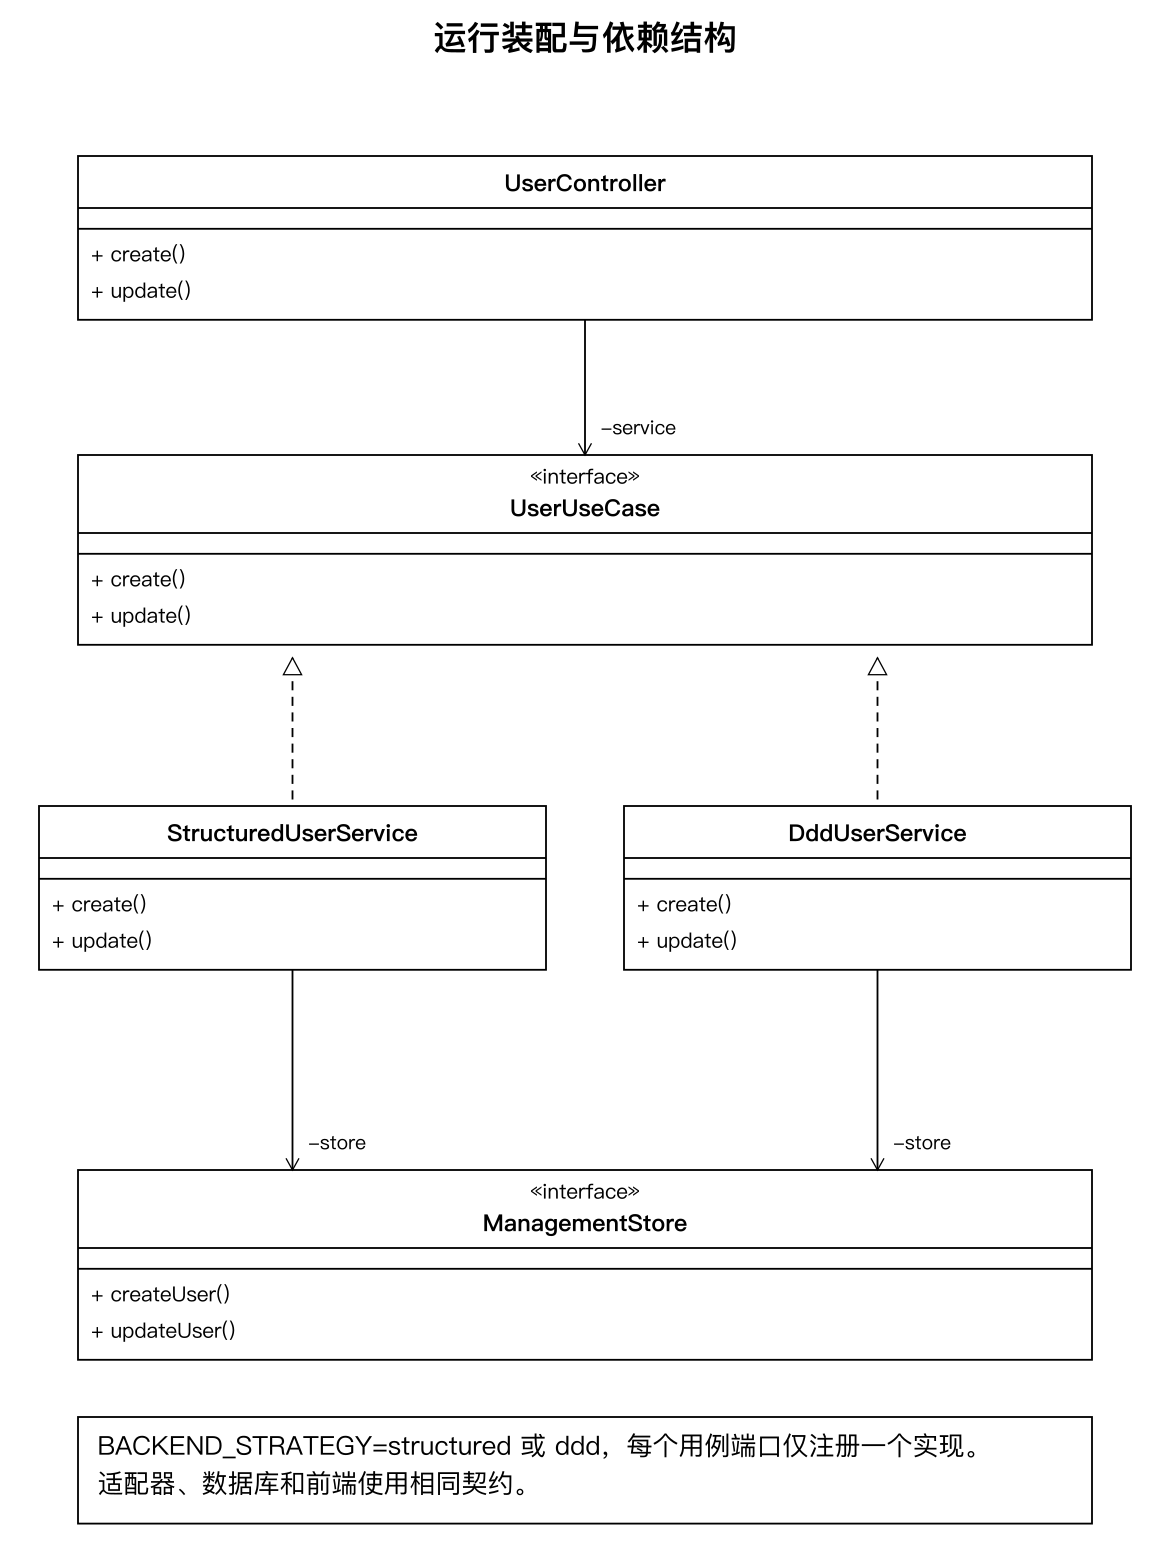 运行装配与依赖结构
UserController
+ create()
+ update()
–service
«interface»
UserUseCase
+ create()
+ update()
StructuredUserService
+ create()
+ update()
DddUserService
+ create()
+ update()
–store
–store
«interface»
ManagementStore
+ createUser()
+ updateUser()
BACKEND_STRATEGY=structured 或 ddd，每个用例端口仅注册一个实现。
适配器、数据库和前端使用相同契约。